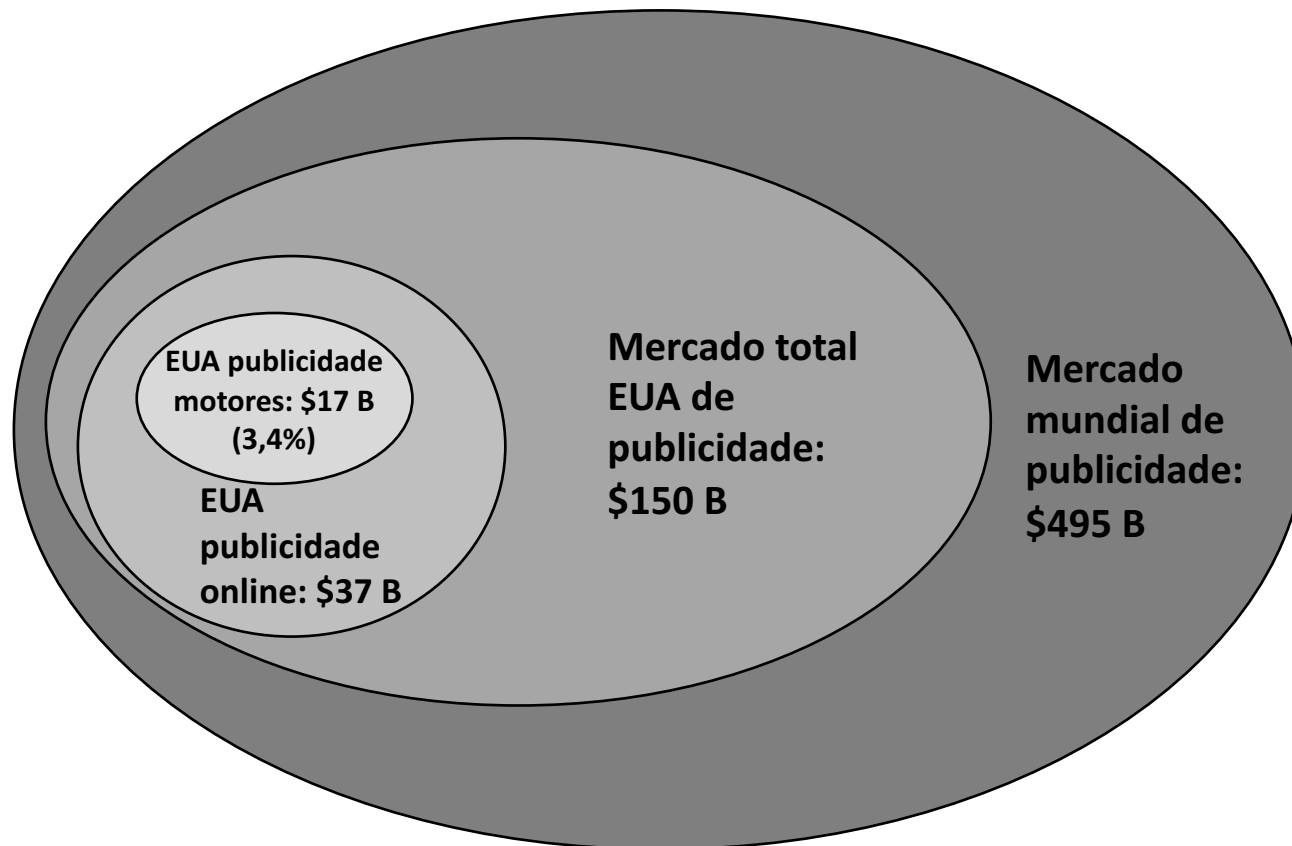 EUA publicidade
motores: $17 B
(3,4%)
EUA
publicidade
online: $37 B
Mercado total
EUA de
publicidade:
$150 B
Mercado
mundial de
publicidade:
$495 B